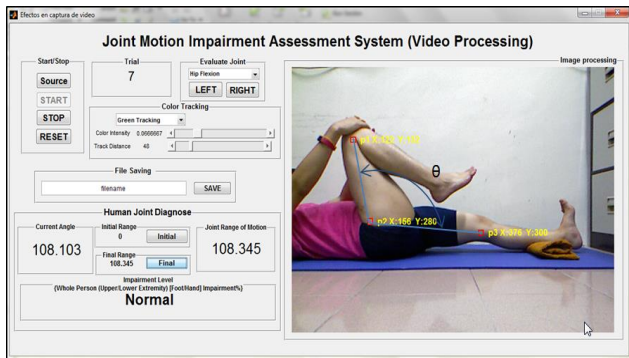 Efectos en captura de video
Joint Motion Impairment Assessment System (Video Processing)
Start/Stop
Source
START
STOP
RESET
Trial
7
Evaluate Joint
Hip Flexion
LEFT RIGHT
Color Tracking
Green Tracking
Color Intensity 0.9666667
Track Distance 48
File Saving
filename SAVE
Human Joint Diagnose
Current Angle
108.103
Initial Range
0 Initial
Final Range
108.345 Final
Joint Range of Motion
108.345
Impairment Level
(Whole Person (Upper/Lower Extremity) [Foot/Hand] Impairment%)
Normal
Image processing
θ
p2 X:156 Y:280
p3 X:376 Y:300